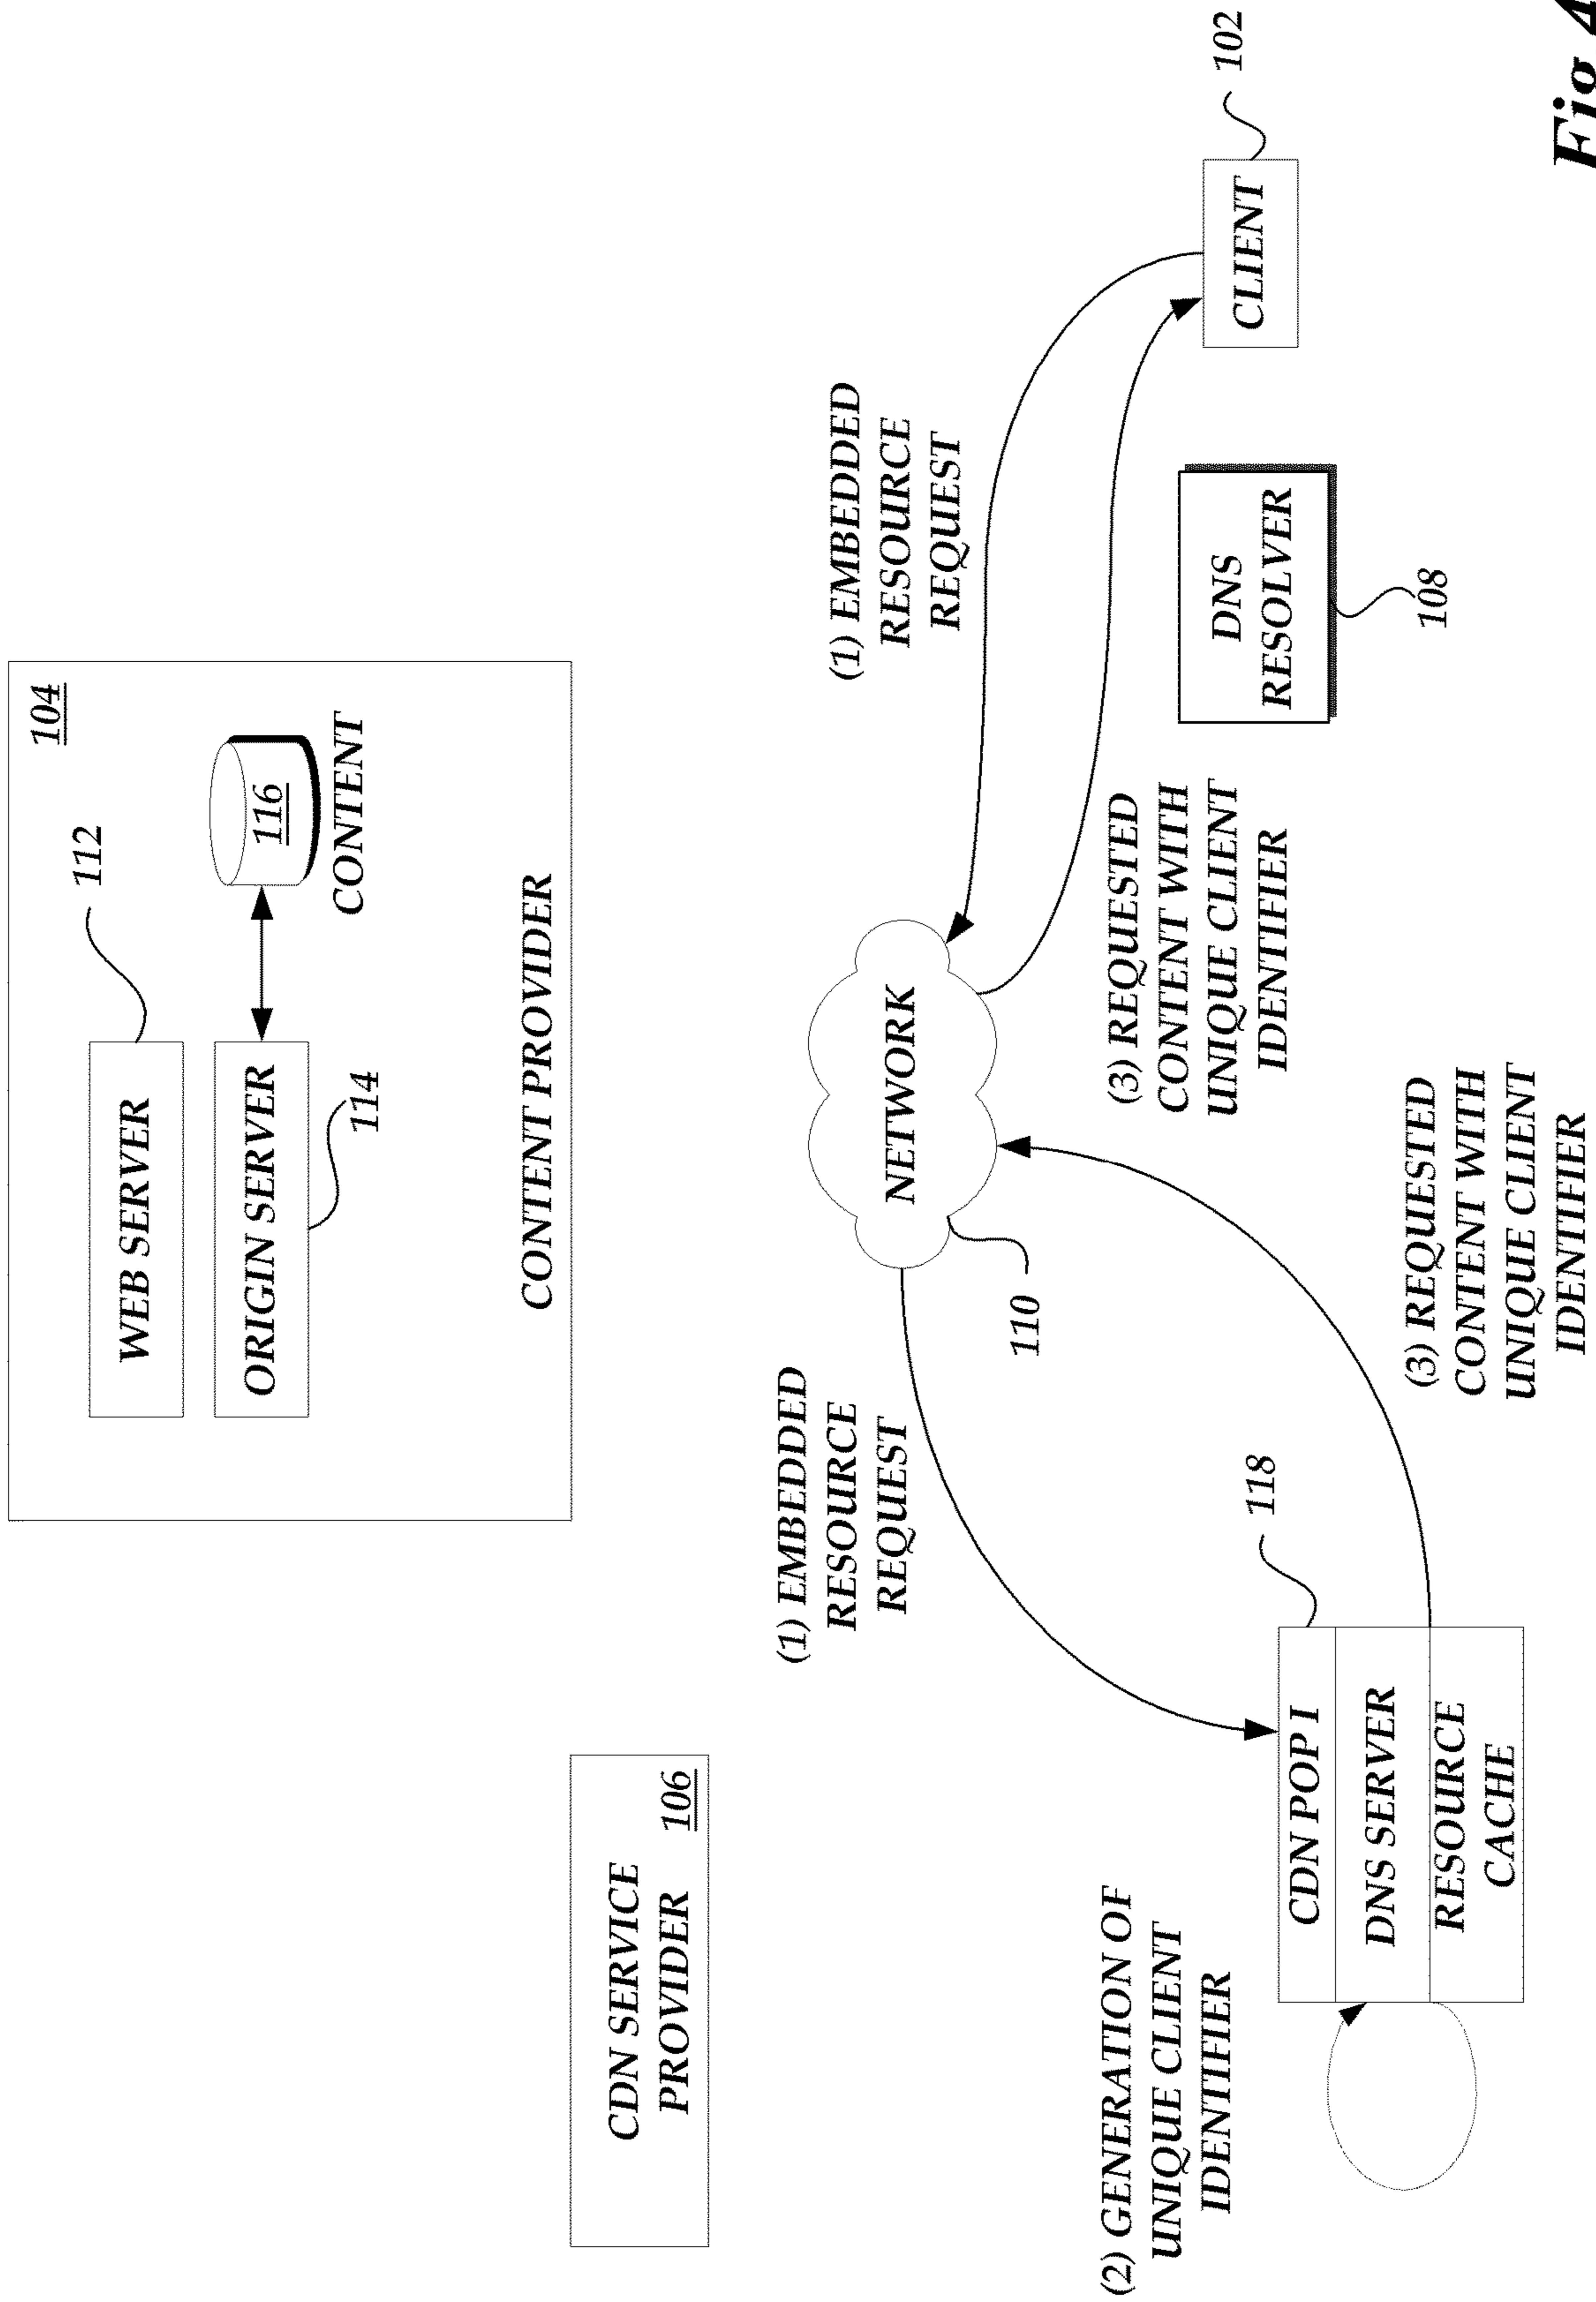 104
112
WEB SERVER
ORIGIN SERVER
116
114
CONTENT
CONTENT PROVIDER
CDN SERVICE
PROVIDER
106
(1) EMBEDDED
RESOURCE
REQUEST
(1) EMBEDDED
RESOURCE
REQUEST
NETWORK
110
(2) GENERATION OF
UNIQUE CLIENT
IDENTIFIER
118
CDN POP I
DNS SERVER
RESOURCE
CACHE
(3) REQUESTED
CONTENT WITH
UNIQUE CLIENT
IDENTIFIER
(3) REQUESTED
CONTENT WITH
UNIQUE CLIENT
IDENTIFIER
DNS
RESOLVER
108
CLIENT
102
Fig.4